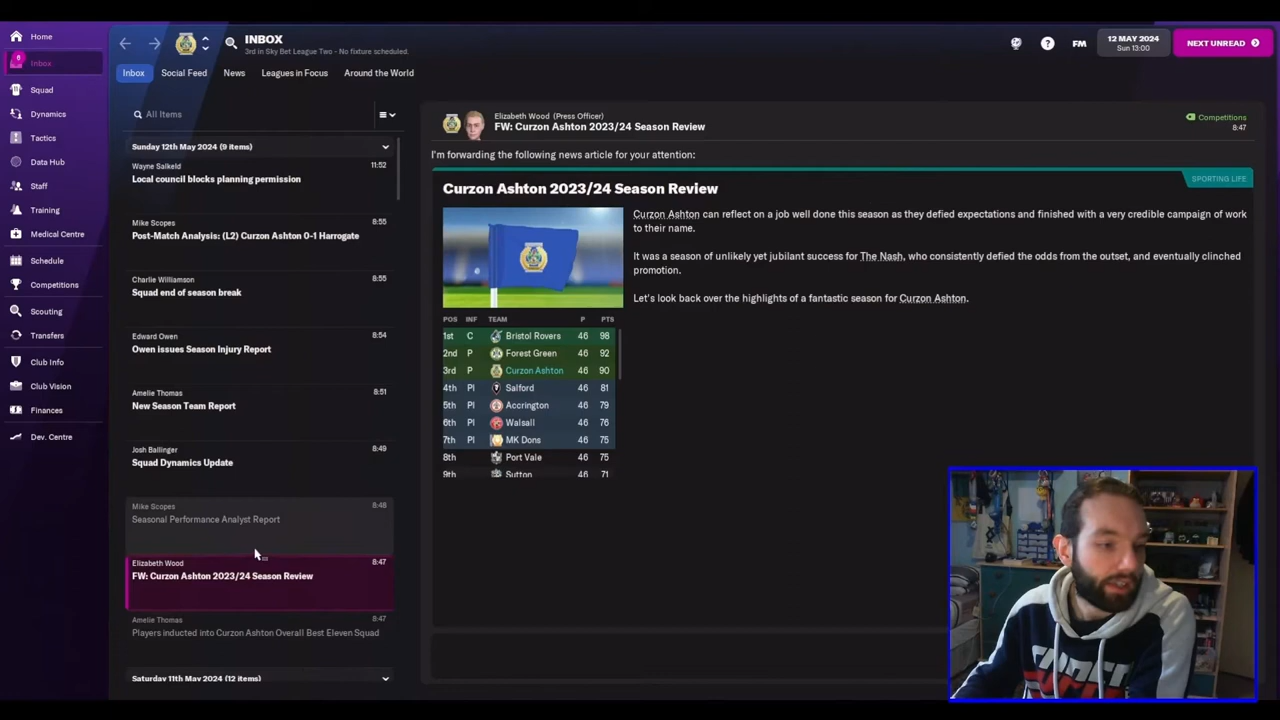 Home
6
Inbox
Squad
Dynamics
Tactics
Data Hub
Staff
Training
Medical Centre
Schedule
Competitions
Scouting
Transfers
Club Info
Club Vision
Finances
Dev. Centre
INBOX
3rd in Sky Bet League Two - No fixture scheduled.
?
FM
12 MAY 2024
Sun 13:00
NEXT UNREAD
Inbox
Social Feed
News
Leagues in Focus
Around the World
All Items
Sunday 12th May 2024 (9 items)
Wayne Salkeld 11:52
Local council blocks planning permission
Mike Scopes 8:55
Post-Match Analysis: (L2) Curzon Ashton 0-1 Harrogate
Charlie Williamson 8:55
Squad end of season break
Edward Owen 8:54
Owen issues Season Injury Report
Amelie Thomas 8:51
New Season Team Report
Josh Ballinger 8:49
Squad Dynamics Update
Mike Scopes 8:48
Seasonal Performance Analyst Report
Elizabeth Wood 8:47
FW: Curzon Ashton 2023/24 Season Review
Amelie Thomas 8:47
Players inducted into Curzon Ashton Overall Best Eleven Squad
Saturday 11th May 2024 (12 items)
Elizabeth Wood (Press Officer)
FW: Curzon Ashton 2023/24 Season Review
Competitions
8:47
I'm forwarding the following news article for your attention:
SPORTING LIFE
Curzon Ashton 2023/24 Season Review
Curzon Ashton can reflect on a job well done this season as they defied expectations and finished with a very credible campaign of work
to their name.
It was a season of unlikely yet jubilant success for The Nash, who consistently defied the odds from the outset, and eventually clinched
promotion.
Let's look back over the highlights of a fantastic season for Curzon Ashton.
POS INF TEAM P PTS
1st C Bristol Rovers 46 98
2nd P Forest Green 46 92
3rd P Curzon Ashton 46 90
4th Pl Salford 46 81
5th Pl Accrington 46 79
6th Pl Walsall 46 76
7th Pl MK Dons 46 75
8th Port Vale 46 75
9th Sutton 46 71